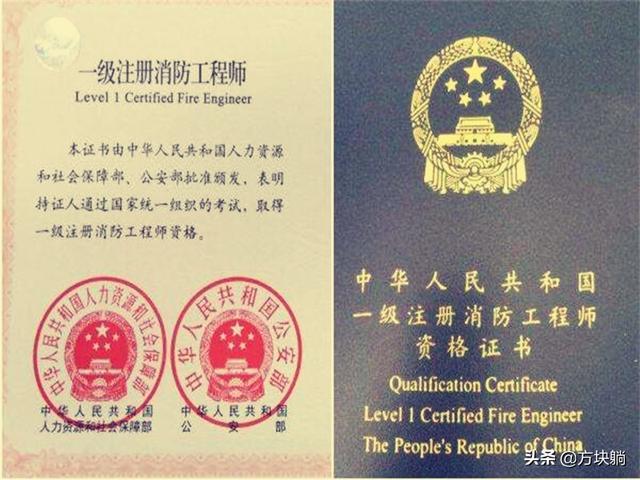 一级注册消防工程师
Level 1 Certified Fire Engineer
本证书由中华人民共和国人力资源
和社会保障部、公安部批准颁发，表明
持证人通过国家统一组织的考试，取得
一级注册消防工程师资格。
中华人民共和国人力资源和社会保障部
中华人民共和国公安部
中华人民共和国
人力资源和社会保障部
中华人民共和国
公安部
中华人民共和国
一级注册消防工程师
资格证书
Qualification Certificate
Level 1 Certified Fire Engineer
The People's Republic of China
头条 @方块躺